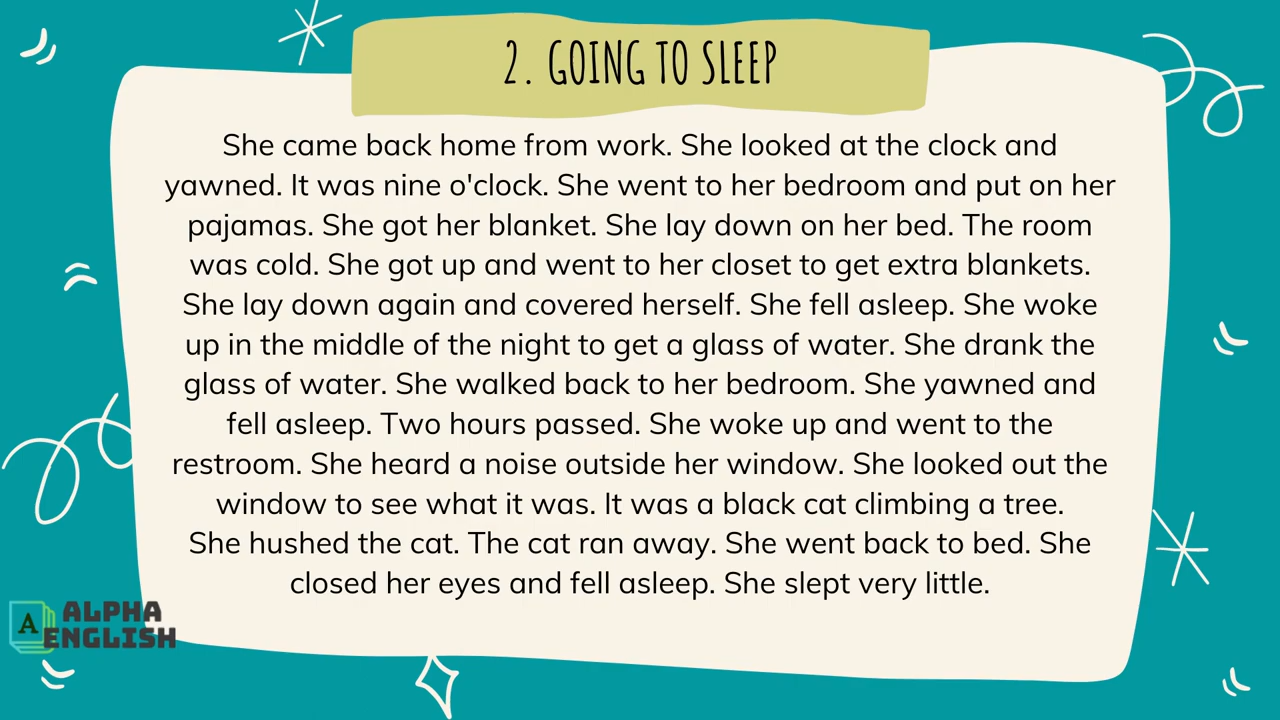 2. GOING TO SLEEP
She came back home from work. She looked at the clock and
yawned. It was nine o'clock. She went to her bedroom and put on her
pajamas. She got her blanket. She lay down on her bed. The room
was cold. She got up and went to her closet to get extra blankets.
She lay down again and covered herself. She fell asleep. She woke
up in the middle of the night to get a glass of water. She drank the
glass of water. She walked back to her bedroom. She yawned and
fell asleep. Two hours passed. She woke up and went to the
restroom. She heard a noise outside her window. She looked out the
window to see what it was. It was a black cat climbing a tree.
She hushed the cat. The cat ran away. She went back to bed. She
closed her eyes and fell asleep. She slept very little.
A ALPHA
ENGLISH